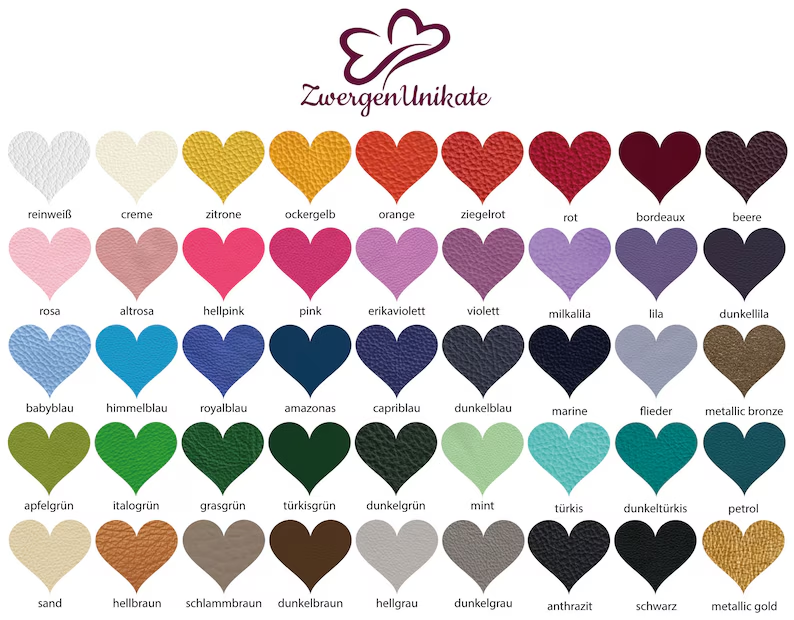 ZwergenUnikate
reinweiß creme zitrone ockergelb orange ziegelrot rot bordeaux beere
rosa altrosa hellpink pink erikaviolett violett milkalila lila dunkellila
babyblau himmelblau royalblau amazonas capriblau dunkelblau marine flieder metallic bronze
apfelgrün italogrün grasgrün türkisgrün dunkelgrün mint türkis dunkeltürkis petrol
sand hellbraun schlammbraun dunkelbraun hellgrau dunkelgrau anthrazit schwarz metallic gold